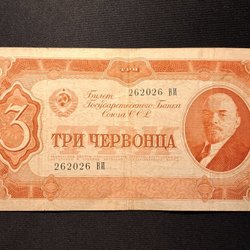 262026 ВИ
Билет
Государственного Банка
Союза ССР
3
ТРИ ЧЕРВОНЦА
262026 ВИ